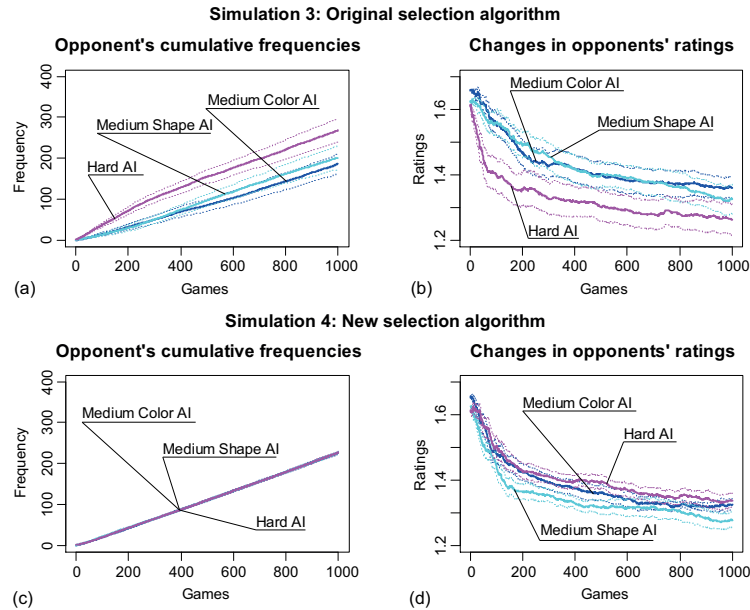 Simulation 3: Original selection algorithm
Opponent's cumulative frequencies
Frequency
400
300
200
100
0
Medium Color AI
Medium Shape AI
Hard AI
0 200 400 600 800 1000
Games
(a)
Changes in opponents' ratings
Ratings
1.6
1.4
1.2
Medium Color AI
Medium Shape AI
Hard AI
0 200 400 600 800 1000
Games
(b)
Simulation 4: New selection algorithm
Opponent's cumulative frequencies
Frequency
400
300
200
100
0
Medium Color AI
Medium Shape AI
Hard AI
0 200 400 600 800 1000
Games
(c)
Changes in opponents' ratings
Ratings
1.6
1.4
1.2
Medium Color AI
Hard AI
Medium Shape AI
0 200 400 600 800 1000
Games
(d)